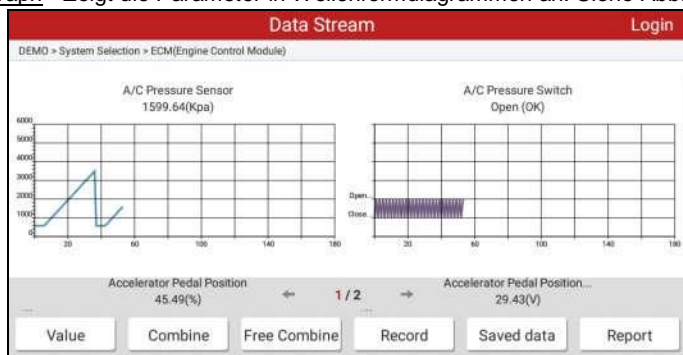 Data Stream
Login
DEMO > System Selection > ECM(Engine Control Module)
A/C Pressure Sensor
1599.64(Kpa)
6000
5000
4000
3000
2000
1000
0
20 60 100 140 180
A/C Pressure Switch
Open (OK)
Open...
Close...
20 60 100 140 180
Accelerator Pedal Position
45.49(%)
...
1 / 2
Accelerator Pedal Position...
29.43(V)
...
Value
Combine
Free Combine
Record
Saved data
Report